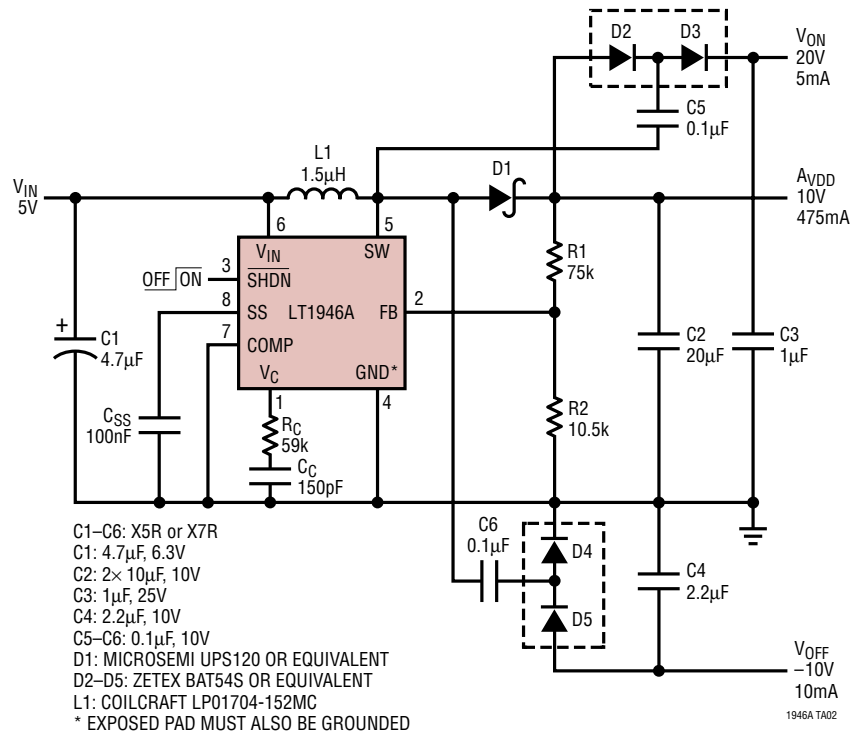 D2
D3
VON
20V
5mA
C5
0.1µF
L1
1.5µH
D1
VIN
5V
AVDD
10V
475mA
6
5
VIN
SW
OFF ON
3
SHDN
R1
75k
8
SS
LT1946A
FB
2
7
COMP
+
C1
4.7µF
C2
20µF
C3
1µF
VC
GND*
1
4
CSS
100nF
RC
59k
R2
10.5k
CC
150pF
C6
0.1µF
D4
C4
2.2µF
D5
VOFF
–10V
10mA
C1–C6: X5R or X7R
C1: 4.7µF, 6.3V
C2: 2× 10µF, 10V
C3: 1µF, 25V
C4: 2.2µF, 10V
C5–C6: 0.1µF, 10V
D1: MICROSEMI UPS120 OR EQUIVALENT
D2–D5: ZETEX BAT54S OR EQUIVALENT
L1: COILCRAFT LP01704-152MC
* EXPOSED PAD MUST ALSO BE GROUNDED
1946A TA02